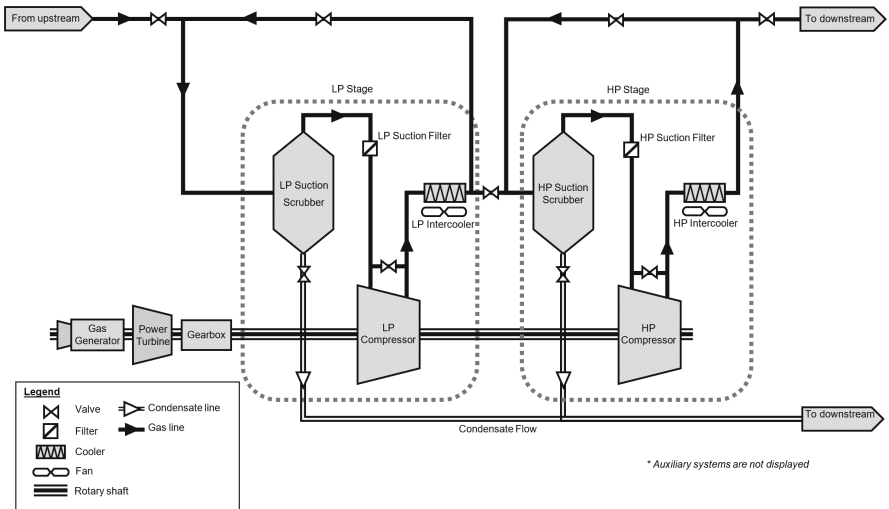 From upstream
To downstream
LP Stage
HP Stage
LP Suction Filter
HP Suction Filter
LP Suction
Scrubber
HP Suction
Scrubber
LP Intercooler
HP Intercooler
Gas
Generator
Power
Turbine
Gearbox
LP
Compressor
HP
Compressor
Legend
Valve
Condensate line
Filter
Gas line
Cooler
Fan
Rotary shaft
Condensate Flow
To downstream
* Auxiliary systems are not displayed